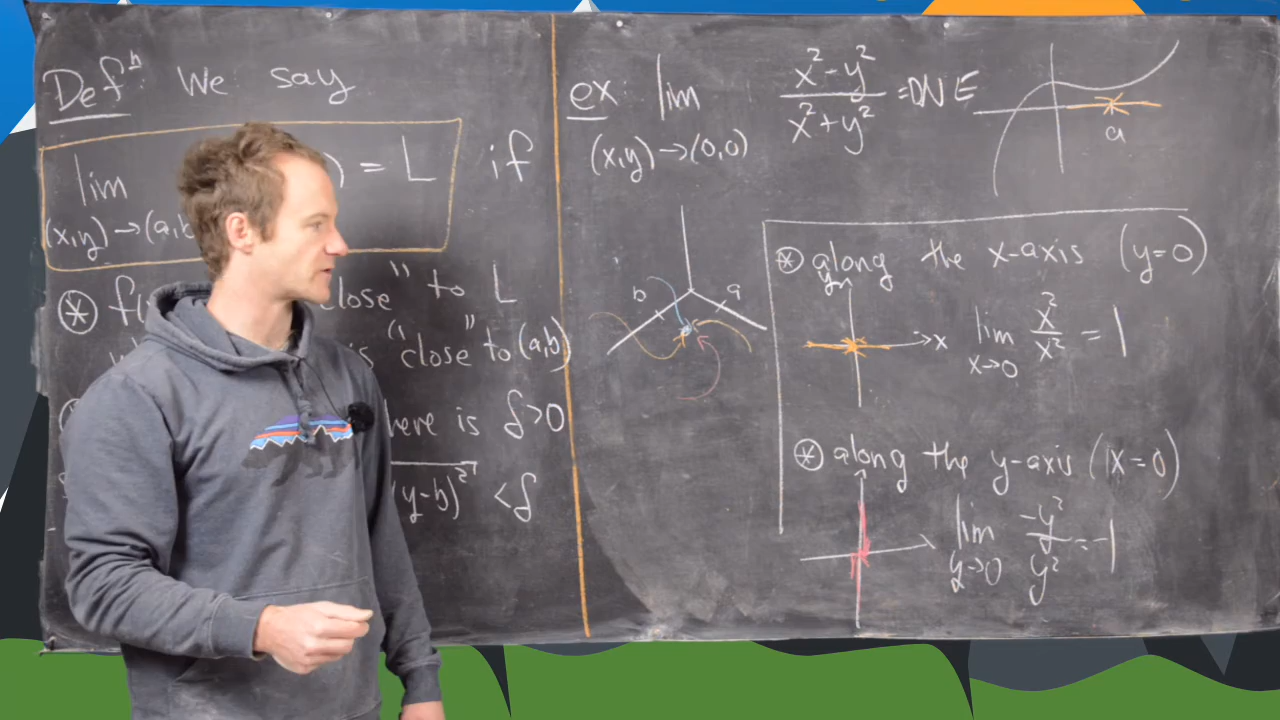 Defⁿ We say
lim ) = L if
(x,y)→(a,b
⊛ f( close" to L
is "close" to (a,b)
here is δ>0
(y-b)² <δ
ex lim x²-y² / x²+y² = DNE
(x,y)→(0,0)
a
b a
⊛ along the x-axis (y=0)
y
x lim x→0 x²/x² = 1
⊛ along the y-axis (x=0)
lim y→0 -y²/y² = -1